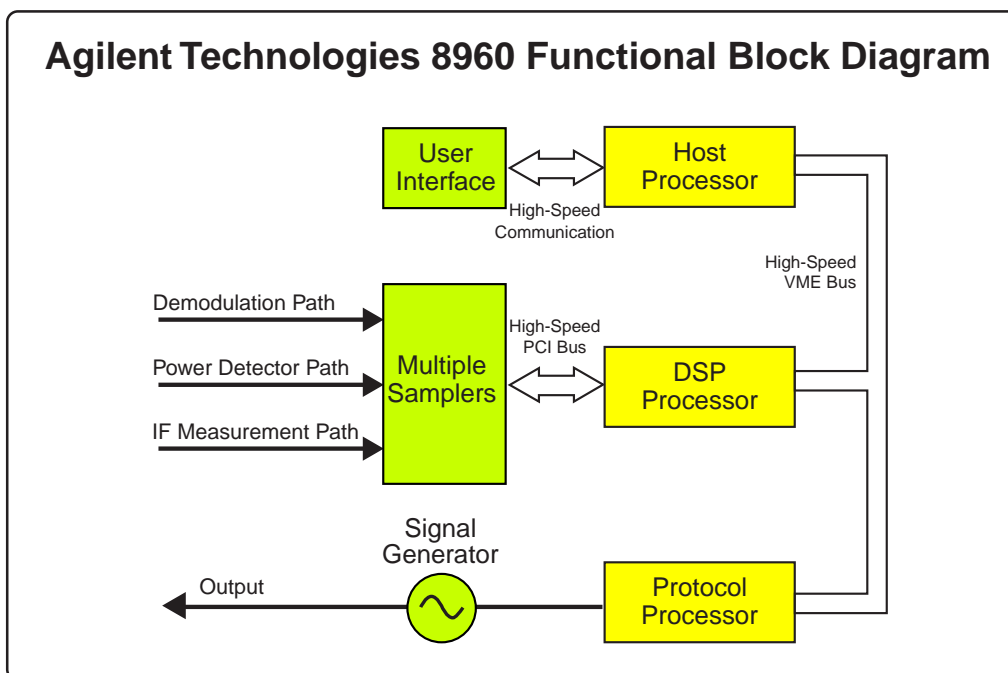 Agilent Technologies 8960 Functional Block Diagram
User
Interface
High-Speed
Communication
Host
Processor
High-Speed
VME Bus
Demodulation Path
Power Detector Path
IF Measurement Path
Multiple
Samplers
High-Speed
PCI Bus
DSP
Processor
Signal
Generator
Output
Protocol
Processor